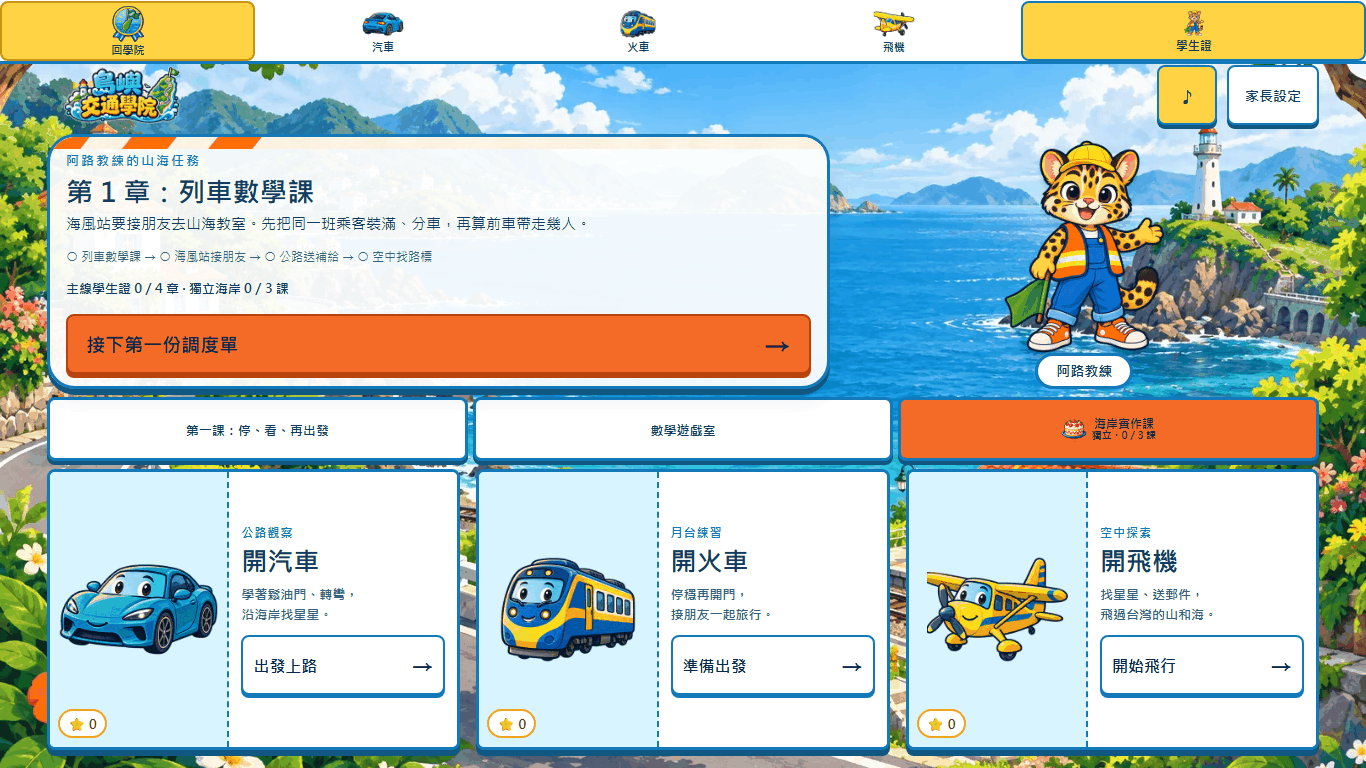 回學院
汽車
火車
飛機
學生證
島嶼
交通學院
♪
家長設定
阿路教練的山海任務
第 1 章：列車數學課
海風站要接朋友去山海教室。先把同一班乘客裝滿、分車，再算前車帶走幾人。
○ 列車數學課 → ○ 海風站接朋友 → ○ 公路送補給 → ○ 空中找路標
主線學生證 0 / 4 章 · 獨立海岸 0 / 3 課
接下第一份調度單 →
阿路教練
第一課：停、看、再出發
數學遊戲室
海岸實作課
獨立 · 0 / 3 課
公路觀察
開汽車
學著鬆油門、轉彎，
沿海岸找星星。
出發上路 →
0
月台練習
開火車
停穩再開門，
接朋友一起旅行。
準備出發 →
0
空中探索
開飛機
找星星、送郵件，
飛過台灣的山和海。
開始飛行 →
0